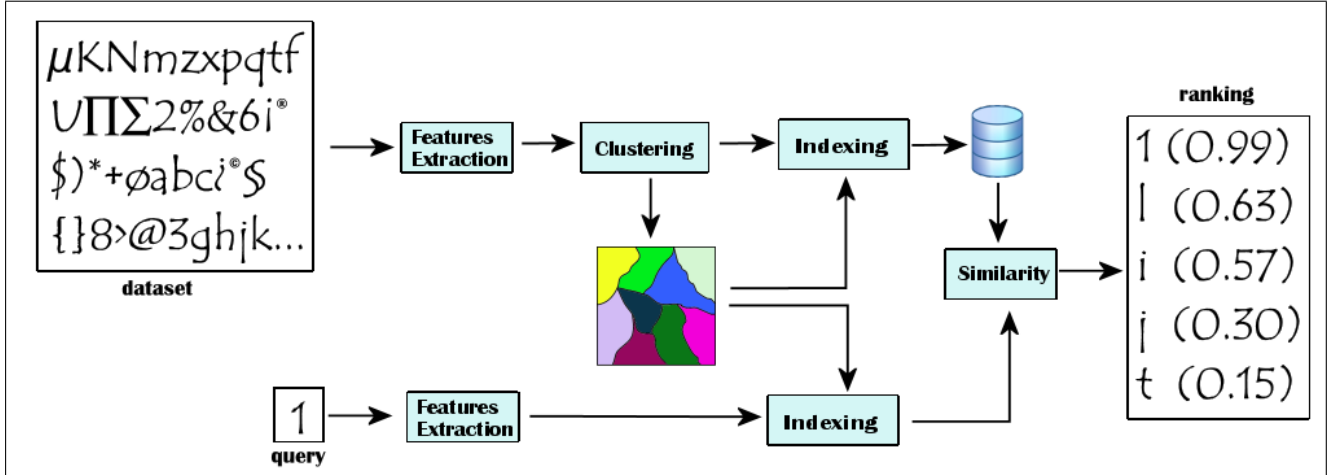 µKNmzxpqtf
U∏∑2%&6i®
$)*+øabci©§
{}8>@3ghjk...
dataset
Features
Extraction
Clustering
Indexing
ranking
1 (0.99)
l (0.63)
i (0.57)
j (0.30)
t (0.15)
Similarity
1
query
Features
Extraction
Indexing